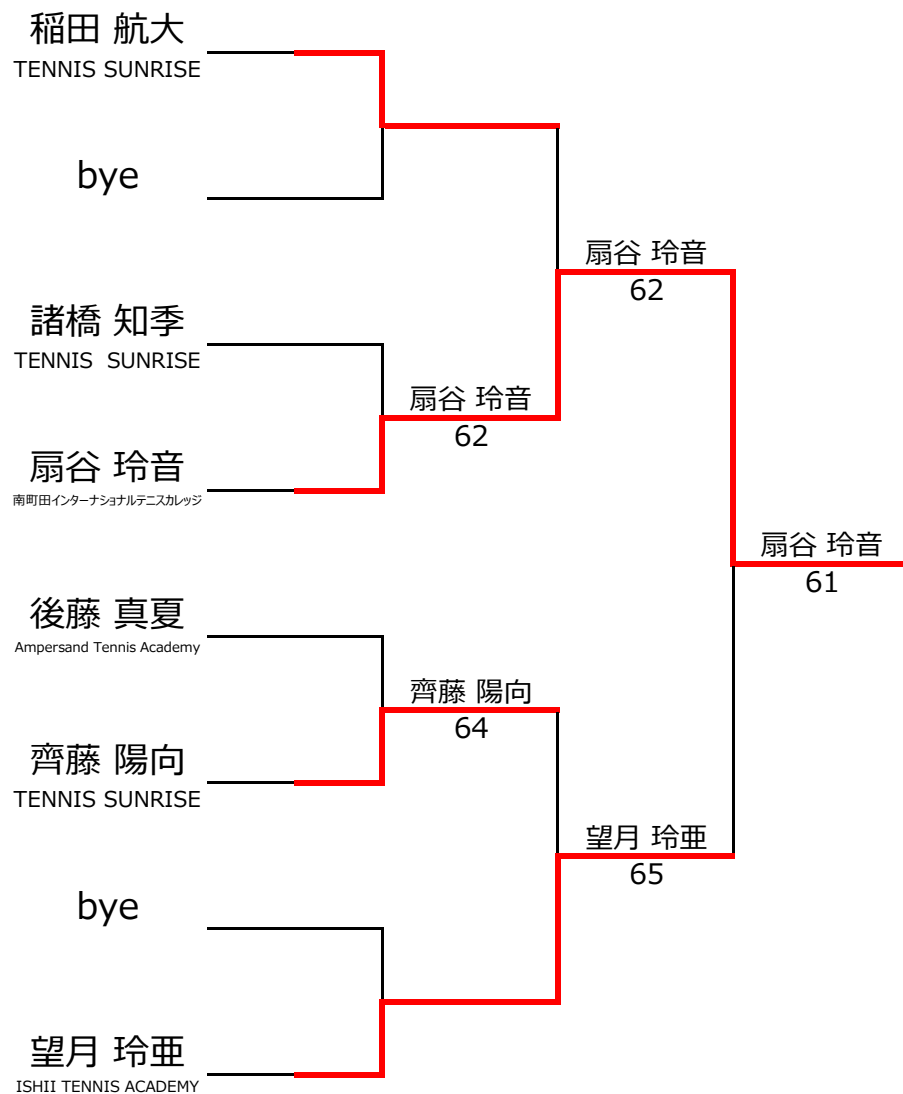 稲田 航大
TENNIS SUNRISE
bye
諸橋 知季
TENNIS SUNRISE
扇谷 玲音
南町田インターナショナルテニスカレッジ
後藤 真夏
Ampersand Tennis Academy
齊藤 陽向
TENNIS SUNRISE
bye
望月 玲亜
ISHII TENNIS ACADEMY
扇谷 玲音
62
齊藤 陽向
64
扇谷 玲音
62
望月 玲亜
65
扇谷 玲音
61